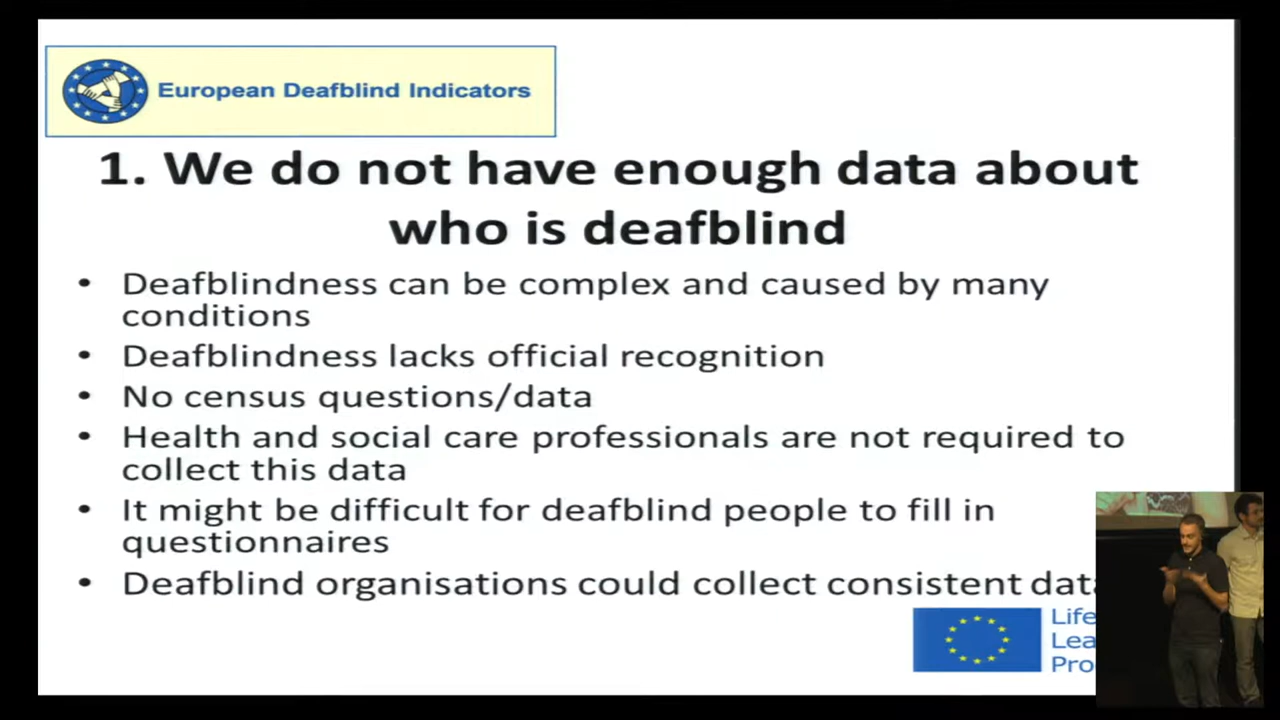 European Deafblind Indicators
1. We do not have enough data about
who is deafblind
• Deafblindness can be complex and caused by many
conditions
• Deafblindness lacks official recognition
• No census questions/data
• Health and social care professionals are not required to
collect this data
• It might be difficult for deafblind people to fill in
questionnaires
• Deafblind organisations could collect consistent data
Life
Lea
Pro